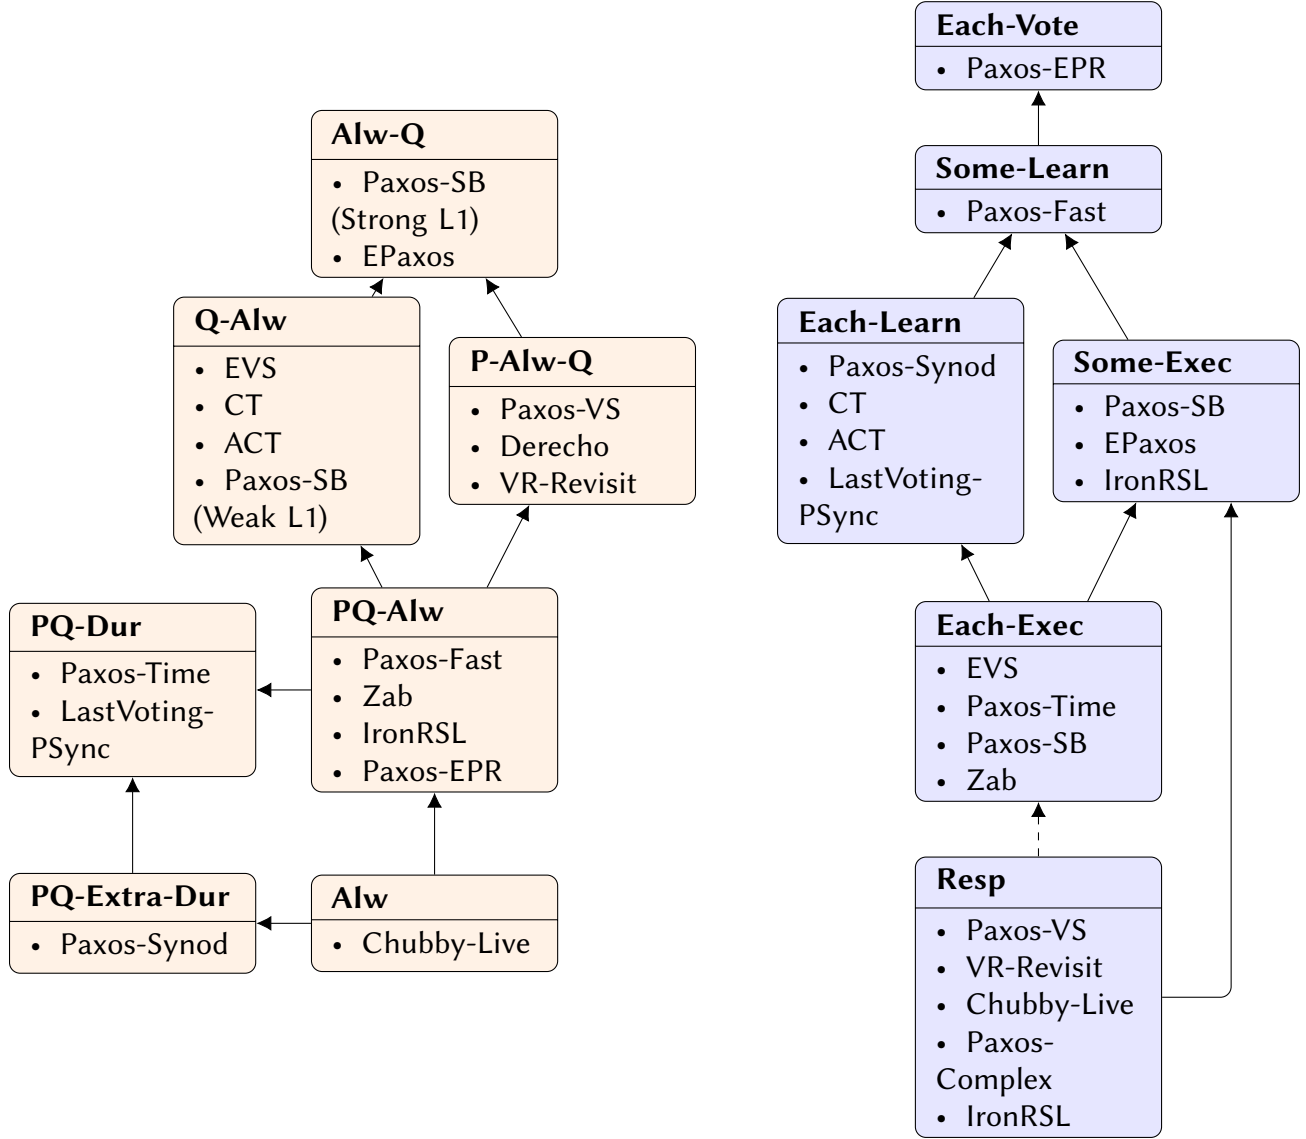 Alw-Q
• Paxos-SB
(Strong L1)
• EPaxos
Q-Alw
• EVS
• CT
• ACT
• Paxos-SB
(Weak L1)
P-Alw-Q
• Paxos-VS
• Derecho
• VR-Revisit
PQ-Dur
• Paxos-Time
• LastVoting-
PSync
PQ-Alw
• Paxos-Fast
• Zab
• IronRSL
• Paxos-EPR
PQ-Extra-Dur
• Paxos-Synod
Alw
• Chubby-Live
Each-Vote
• Paxos-EPR
Some-Learn
• Paxos-Fast
Each-Learn
• Paxos-Synod
• CT
• ACT
• LastVoting-
PSync
Some-Exec
• Paxos-SB
• EPaxos
• IronRSL
Each-Exec
• EVS
• Paxos-Time
• Paxos-SB
• Zab
Resp
• Paxos-VS
• VR-Revisit
• Chubby-Live
• Paxos-
Complex
• IronRSL